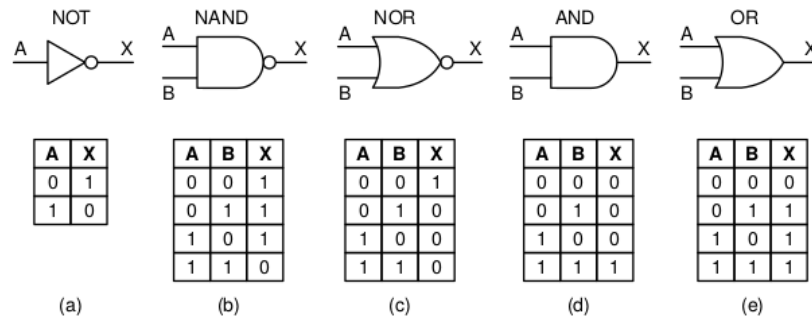 NOT NAND NOR AND OR
A X A B X A B X A B X A B X
A X A B X A B X A B X A B X
0 1 0 0 1 0 0 1 0 0 0 0 0 0
1 0 0 1 1 0 1 0 0 1 0 0 1 1
1 0 1 1 0 0 1 0 0 1 0 1
1 1 0 1 1 0 1 1 1 1 1 1
(a) (b) (c) (d) (e)